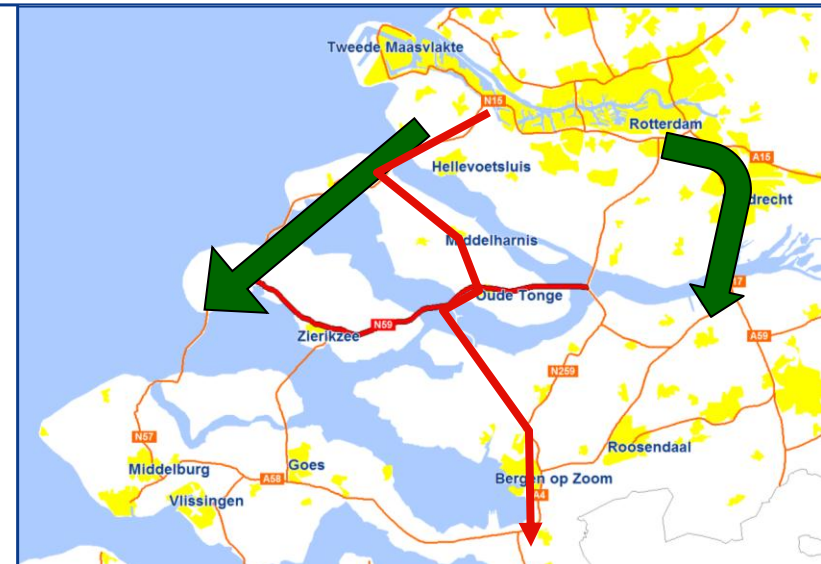 Tweede Maasvlakte
N15
Rotterdam
A15
Hellevoetsluis
drecht
Middelharnis
17
Oude Tonge
N59
Zierikzee
A59
N259
N57
Roosendaal
Goes
Middelburg
A58
Bergen op Zoom
Vlissingen
A4